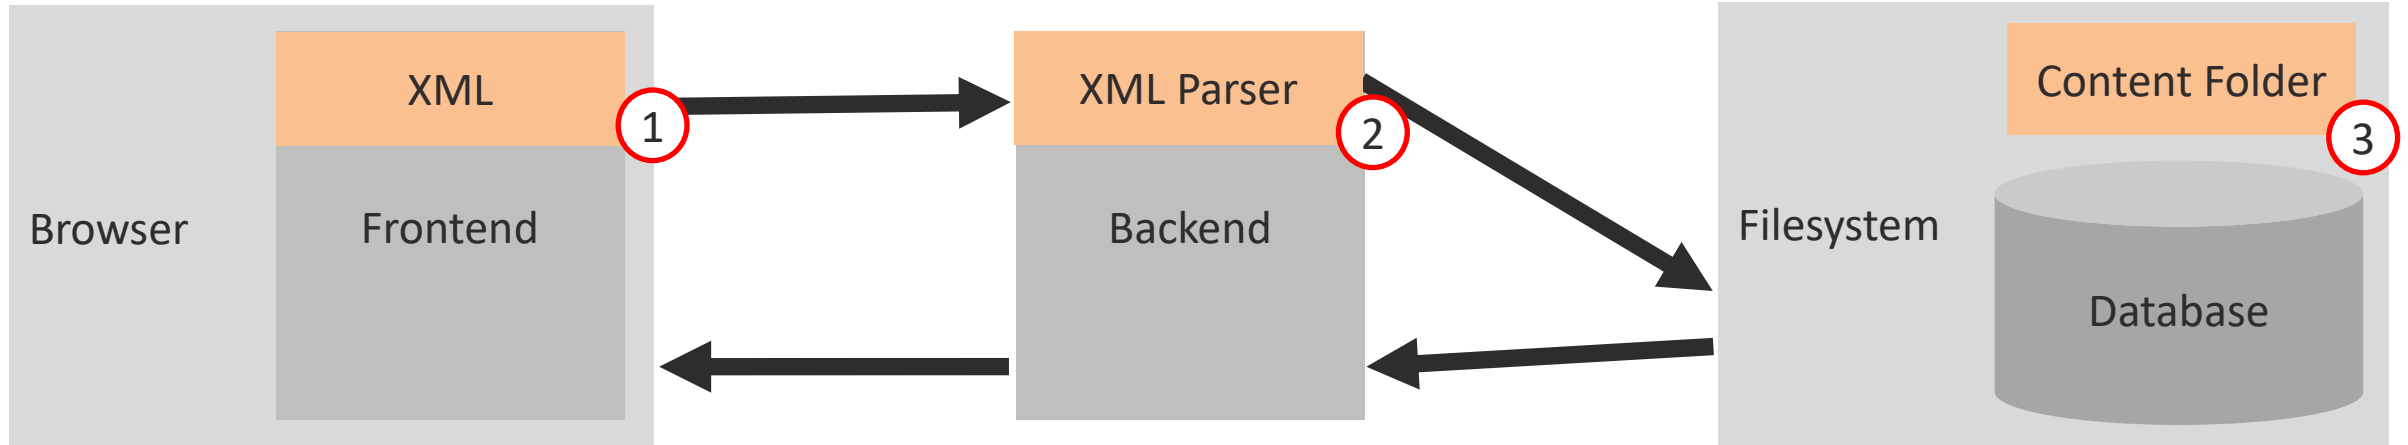 Browser
XML
1
Frontend
XML Parser
2
Backend
Filesystem
Content Folder
3
Database